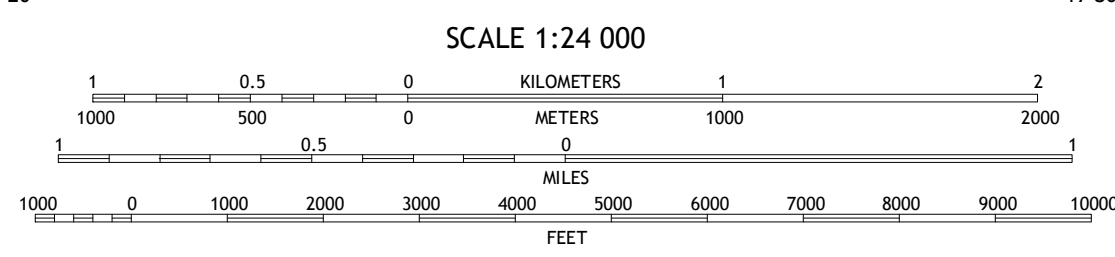 SCALE 1:24 000
1 0.5 0 KILOMETERS 1 2
1000 500 0 METERS 1000 2000
1 0.5 0 1
MILES
1000 0 1000 2000 3000 4000 5000 6000 7000 8000 9000 10000
FEET